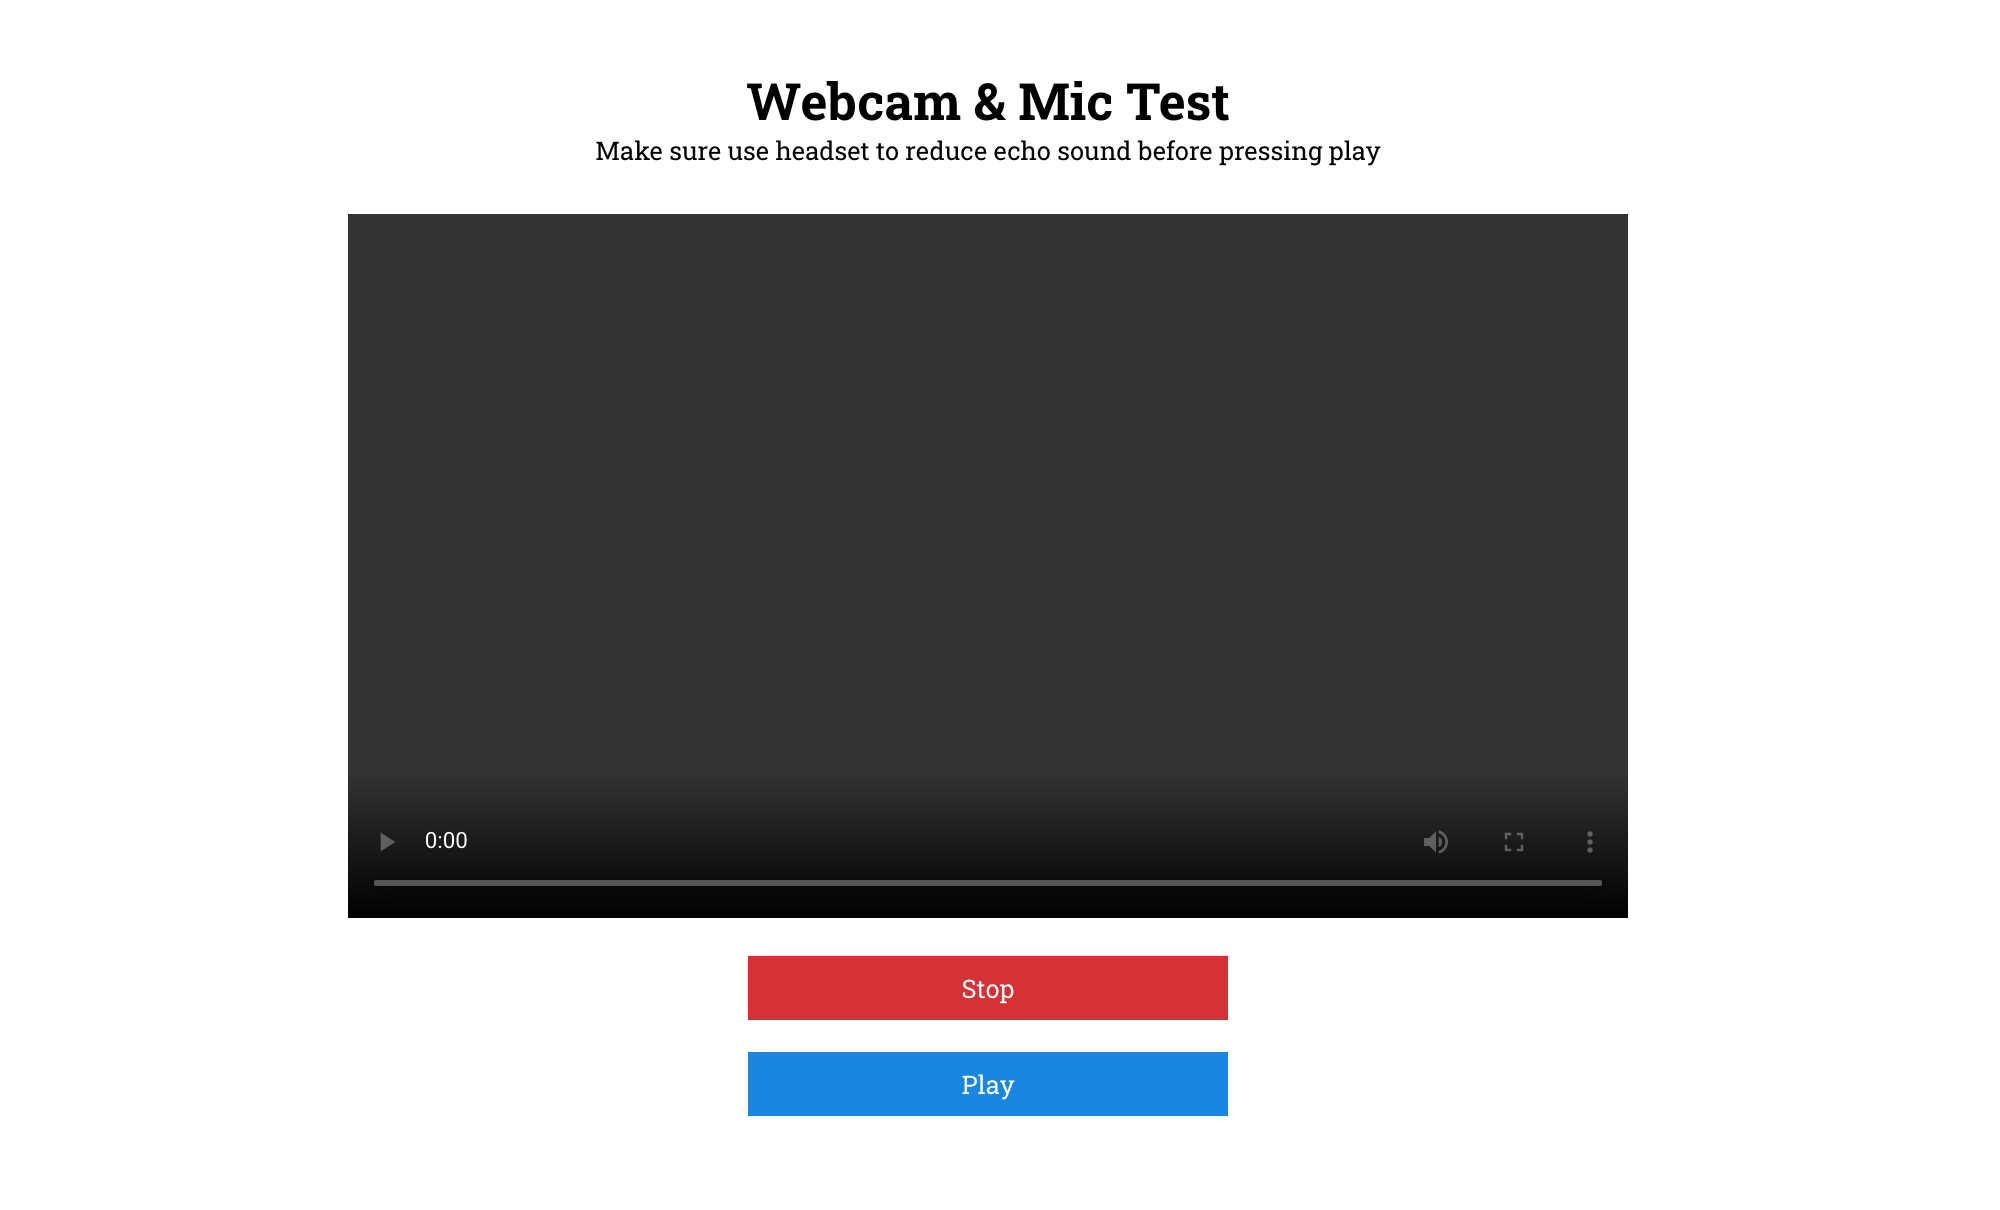 Webcam & Mic Test
Make sure use headset to reduce echo sound before pressing play
0:00
Stop
Play